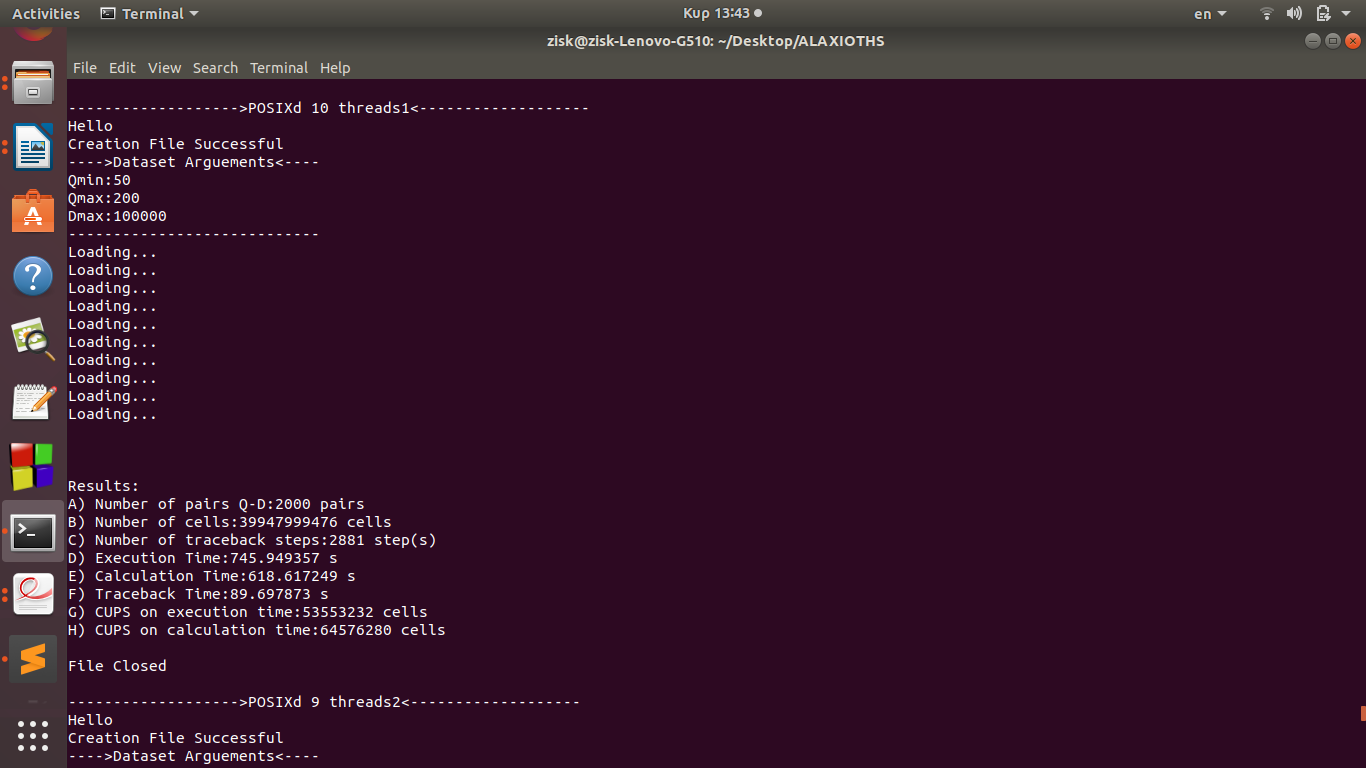 Activities
Terminal
Κυρ 13:43
en
zisk@zisk-Lenovo-G510: ~/Desktop/ALAXIOTHS
File Edit View Search Terminal Help
------------------->POSIXd 10 threads1<-------------------
Hello
Creation File Successful
---->Dataset Arguements<----
Qmin:50
Qmax:200
Dmax:100000
----------------------------
Loading...
Loading...
Loading...
Loading...
Loading...
Loading...
Loading...
Loading...
Loading...
Loading...
Results:
A) Number of pairs Q-D:2000 pairs
B) Number of cells:39947999476 cells
C) Number of traceback steps:2881 step(s)
D) Execution Time:745.949357 s
E) Calculation Time:618.617249 s
F) Traceback Time:89.697873 s
G) CUPS on execution time:53553232 cells
H) CUPS on calculation time:64576280 cells
File Closed
------------------->POSIXd 9 threads2<-------------------
Hello
Creation File Successful
---->Dataset Arguements<----